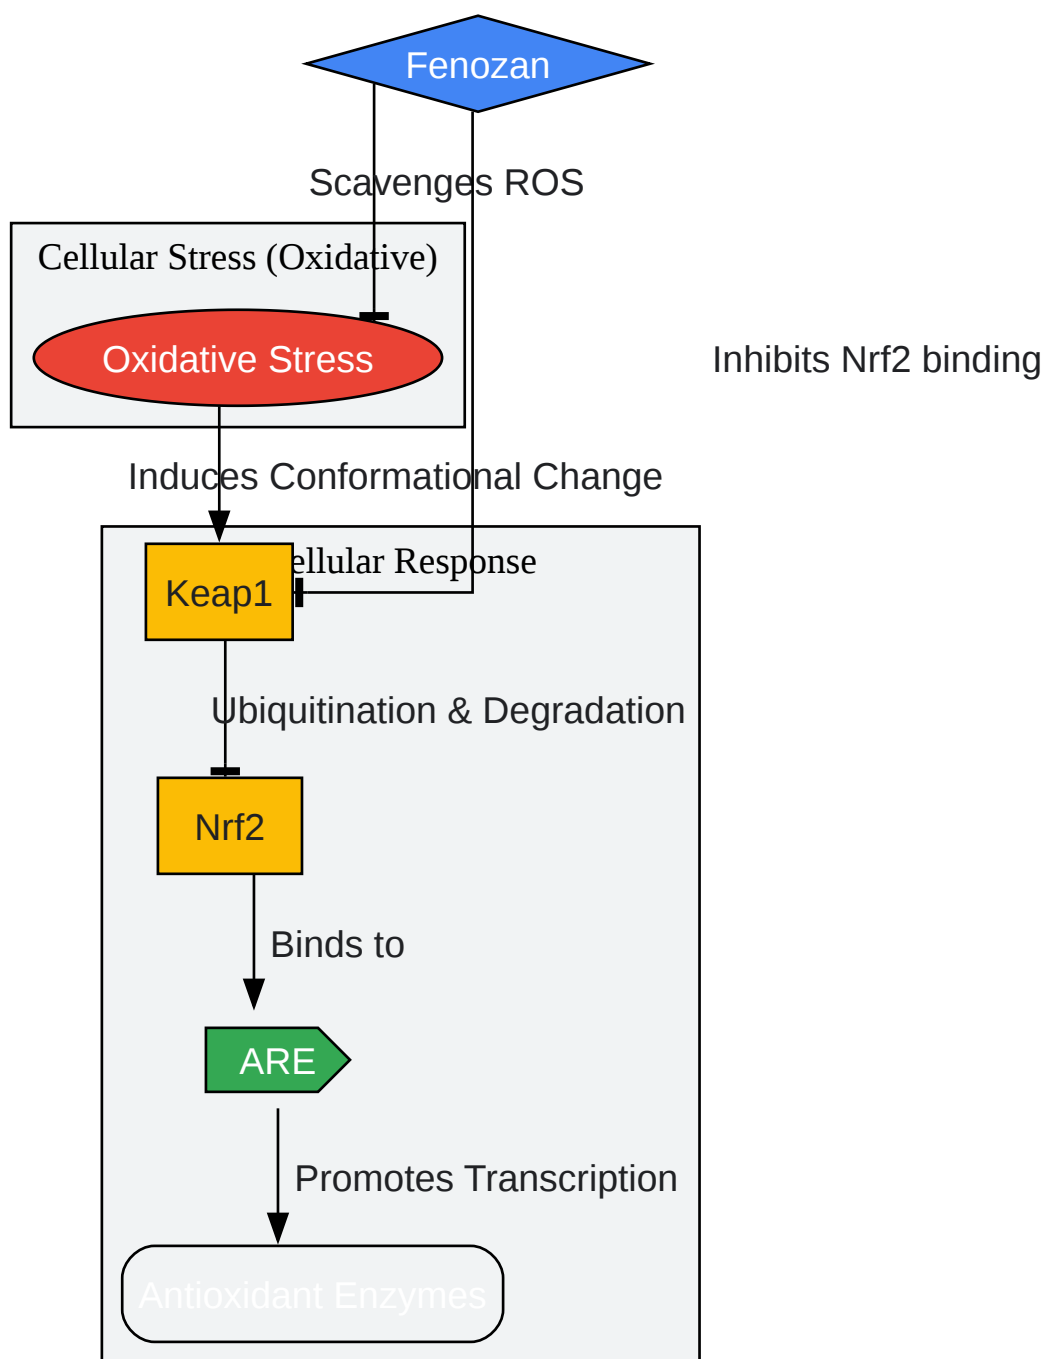 Fenozan
Scavenges ROS
Cellular Stress (Oxidative)
Oxidative Stress
Inhibits Nrf2 binding
Induces Conformational Change
ellular Response
Keap1
Ubiquitination & Degradation
Nrf2
Binds to
ARE
Promotes Transcription
Antioxidant Enzymes